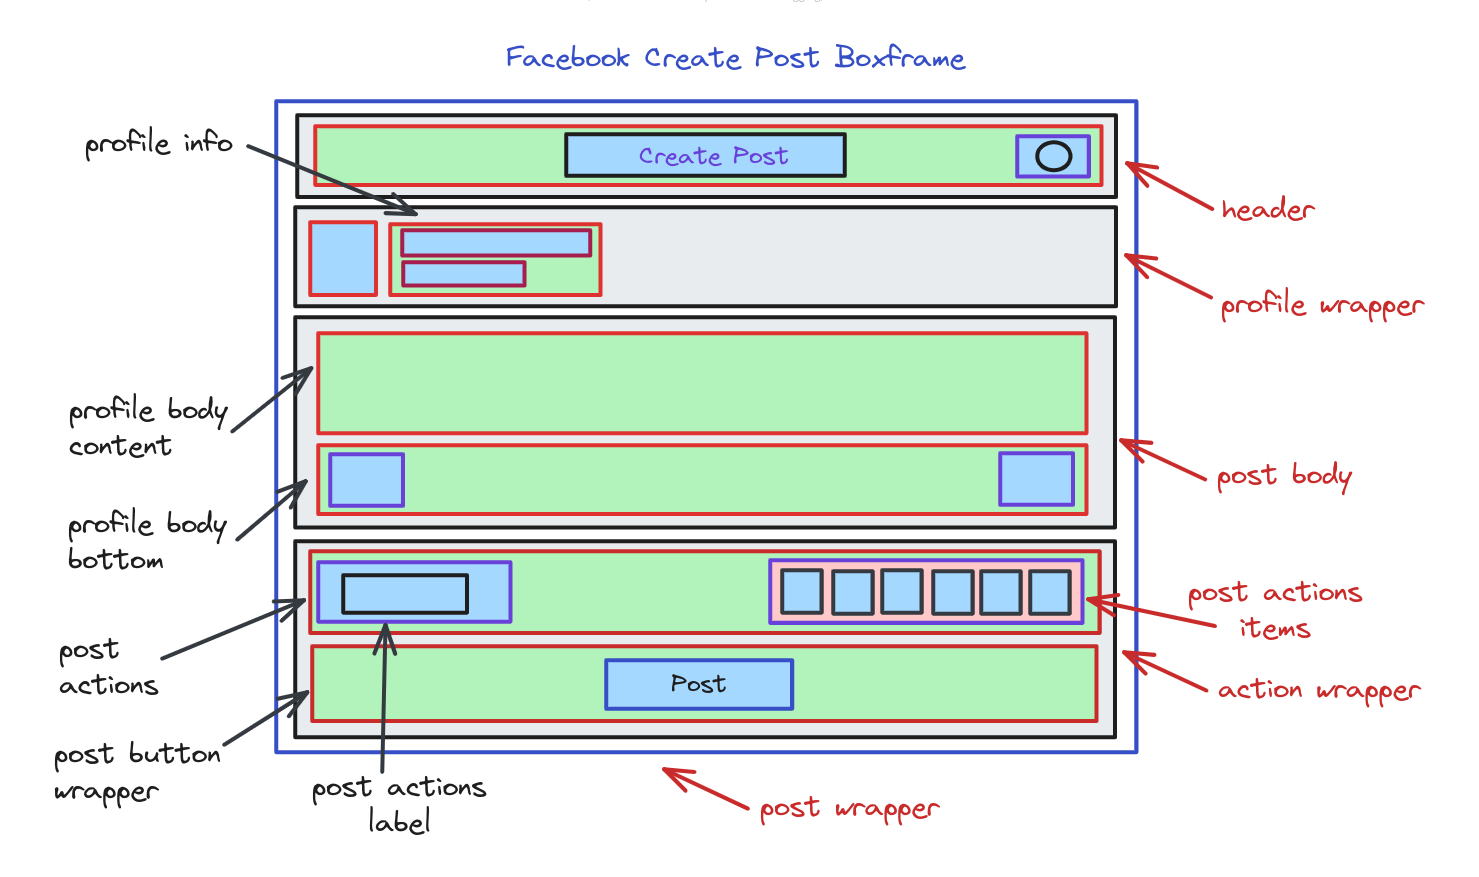 Facebook Create Post Boxframe
profile info
Create Post
header
profile wrapper
profile body
content
post body
profile body
bottom
post actions
items
post
actions
Post
action wrapper
post button
wrapper
post actions
label
post wrapper